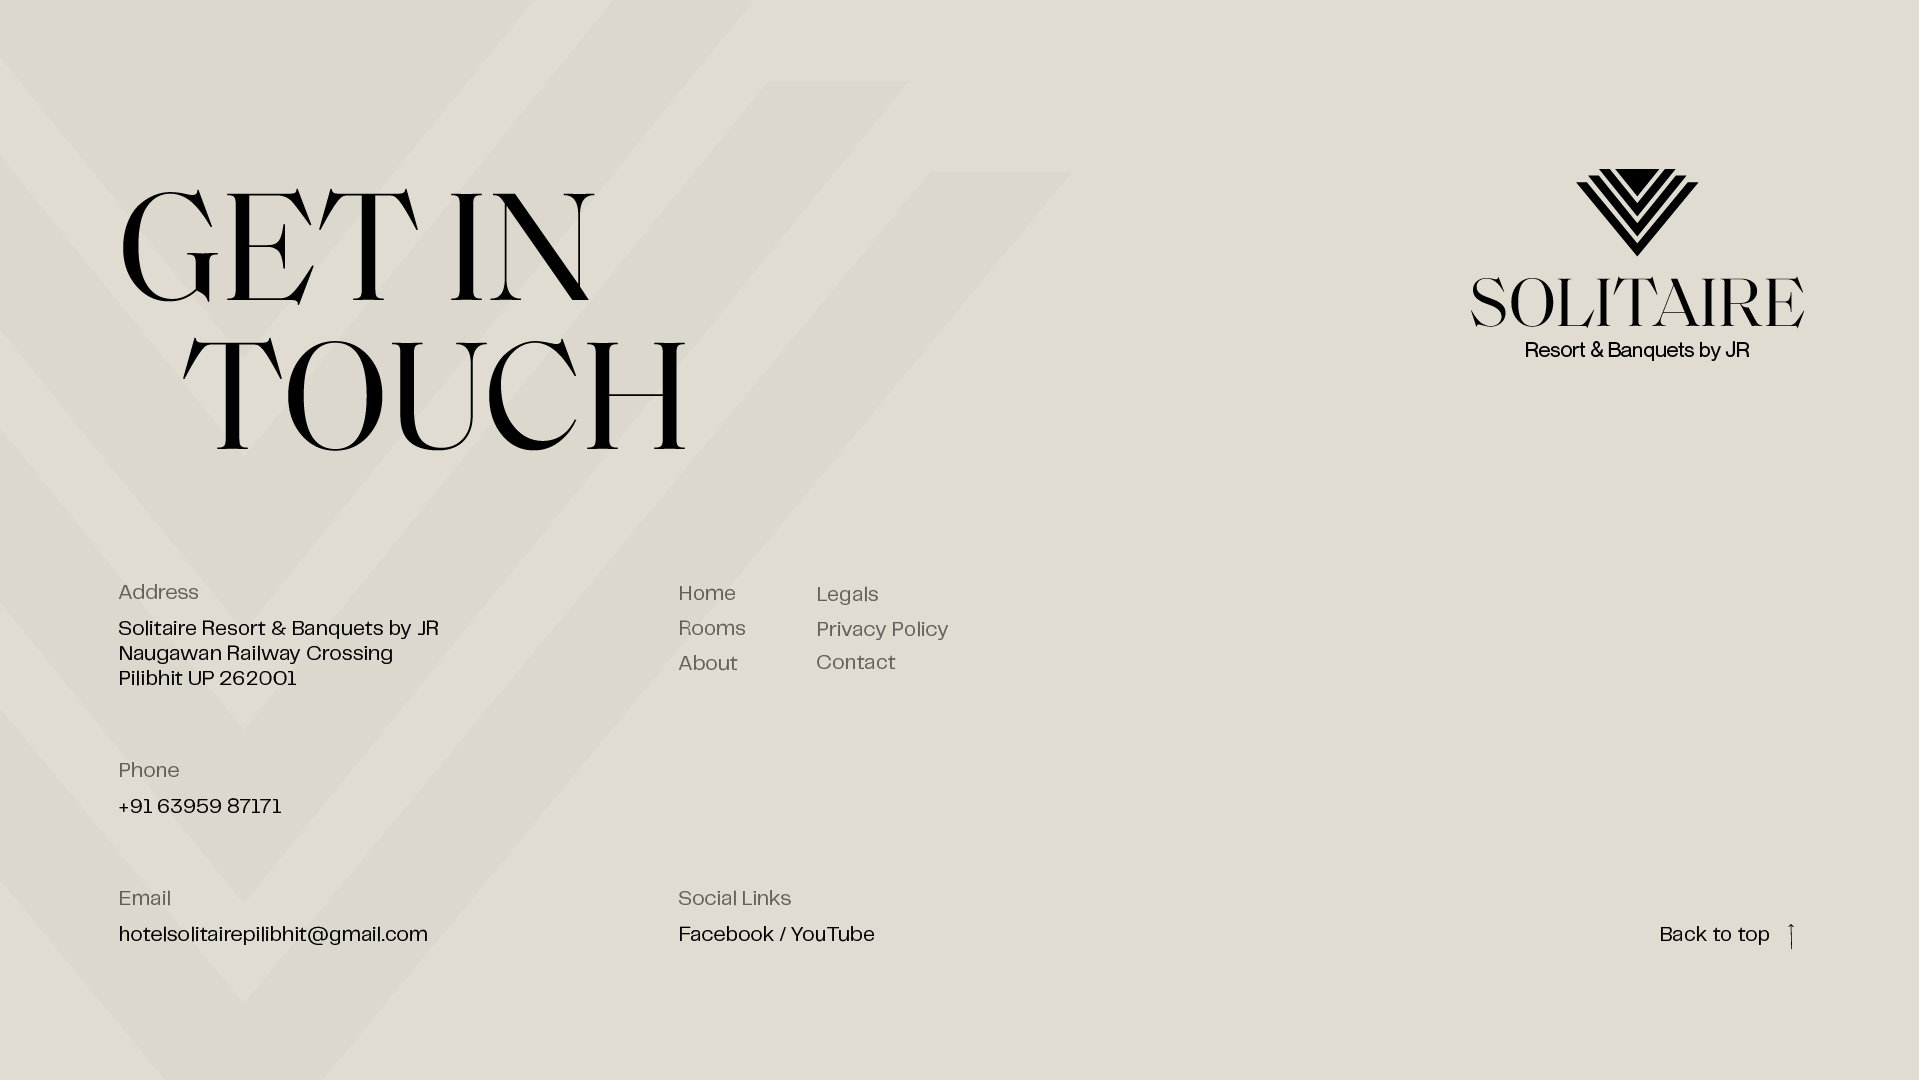 GET IN
TOUCH
SOLITAIRE
Resort & Banquets by JR
Address
Solitaire Resort & Banquets by JR
Naugawan Railway Crossing
Pilibhit UP 262001
Home
Rooms
About
Legals
Privacy Policy
Contact
Phone
+91 63959 87171
Email
hotelsolitairepilibhit@gmail.com
Social Links
Facebook / YouTube
Back to top ↑